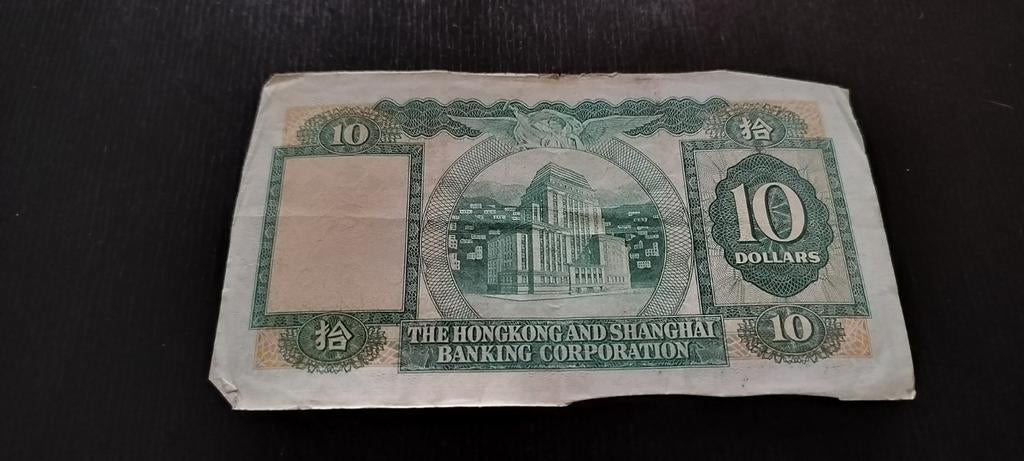 10
拾
10
DOLLARS
拾
THE HONGKONG AND SHANGHAI
BANKING CORPORATION
10